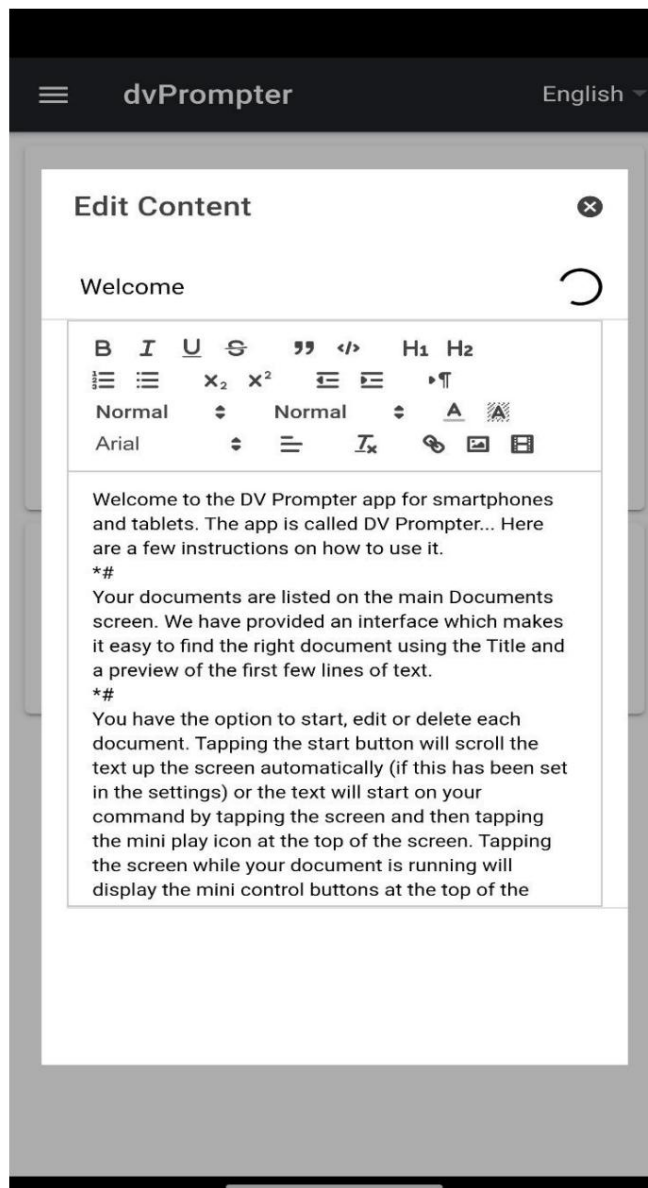 dvPrompter English
Edit Content
Welcome
B I U S ” </> H1 H2
X2 X²
Normal Normal A A
Arial Tx
Welcome to the DV Prompter app for smartphones
and tablets. The app is called DV Prompter... Here
are a few instructions on how to use it.
*#
Your documents are listed on the main Documents
screen. We have provided an interface which makes
it easy to find the right document using the Title and
a preview of the first few lines of text.
*#
You have the option to start, edit or delete each
document. Tapping the start button will scroll the
text up the screen automatically (if this has been set
in the settings) or the text will start on your
command by tapping the screen and then tapping
the mini play icon at the top of the screen. Tapping
the screen while your document is running will
display the mini control buttons at the top of the